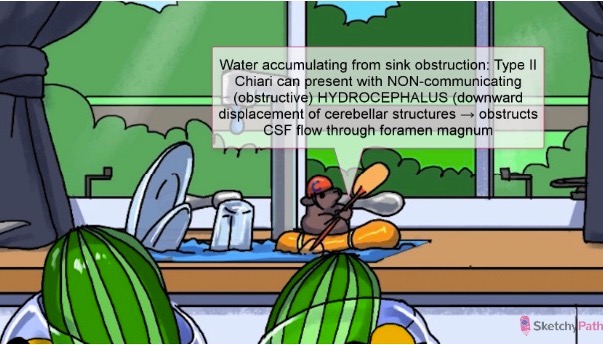 Water accumulating from sink obstruction: Type II
Chiari can present with NON-communicating
(obstructive) HYDROCEPHALUS (downward
displacement of cerebellar structures → obstructs
CSF flow through foramen magnum
SketchyPath